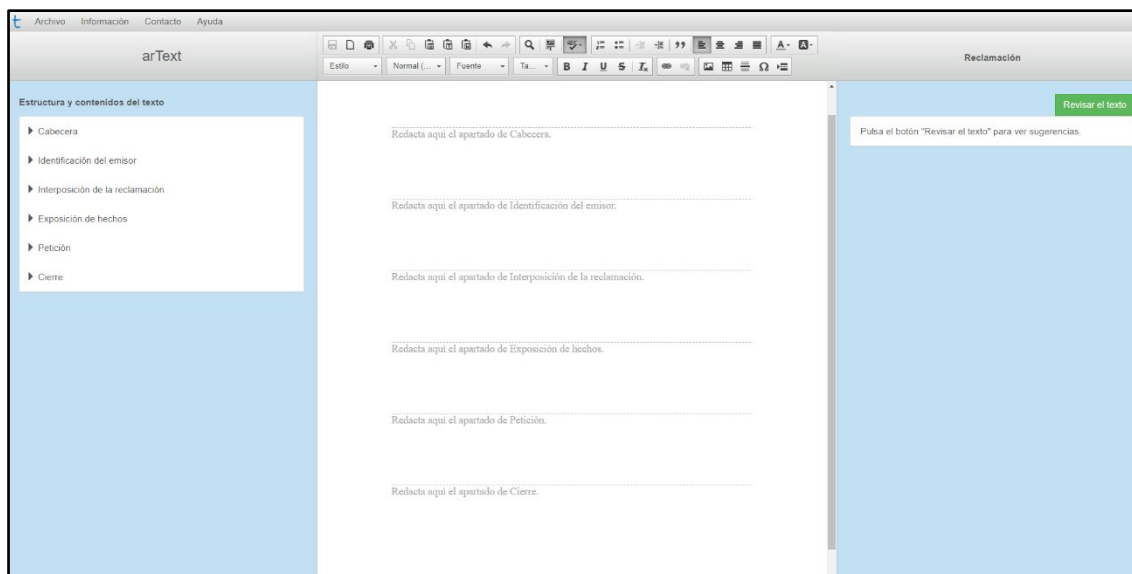 Archivo Información Contacto Ayuda
arText
Estilo Normal (... Fuente Ta...
B I U S Ix
Reclamación
Estructura y contenidos del texto
Cabecera
Identificación del emisor
Interposición de la reclamación
Exposición de hechos
Petición
Cierre
Redacta aquí el apartado de Cabecera.
Redacta aquí el apartado de Identificación del emisor.
Redacta aquí el apartado de Interposición de la reclamación.
Redacta aquí el apartado de Exposición de hechos.
Redacta aquí el apartado de Petición.
Redacta aquí el apartado de Cierre.
Revisar el texto
Pulsa el botón "Revisar el texto" para ver sugerencias.